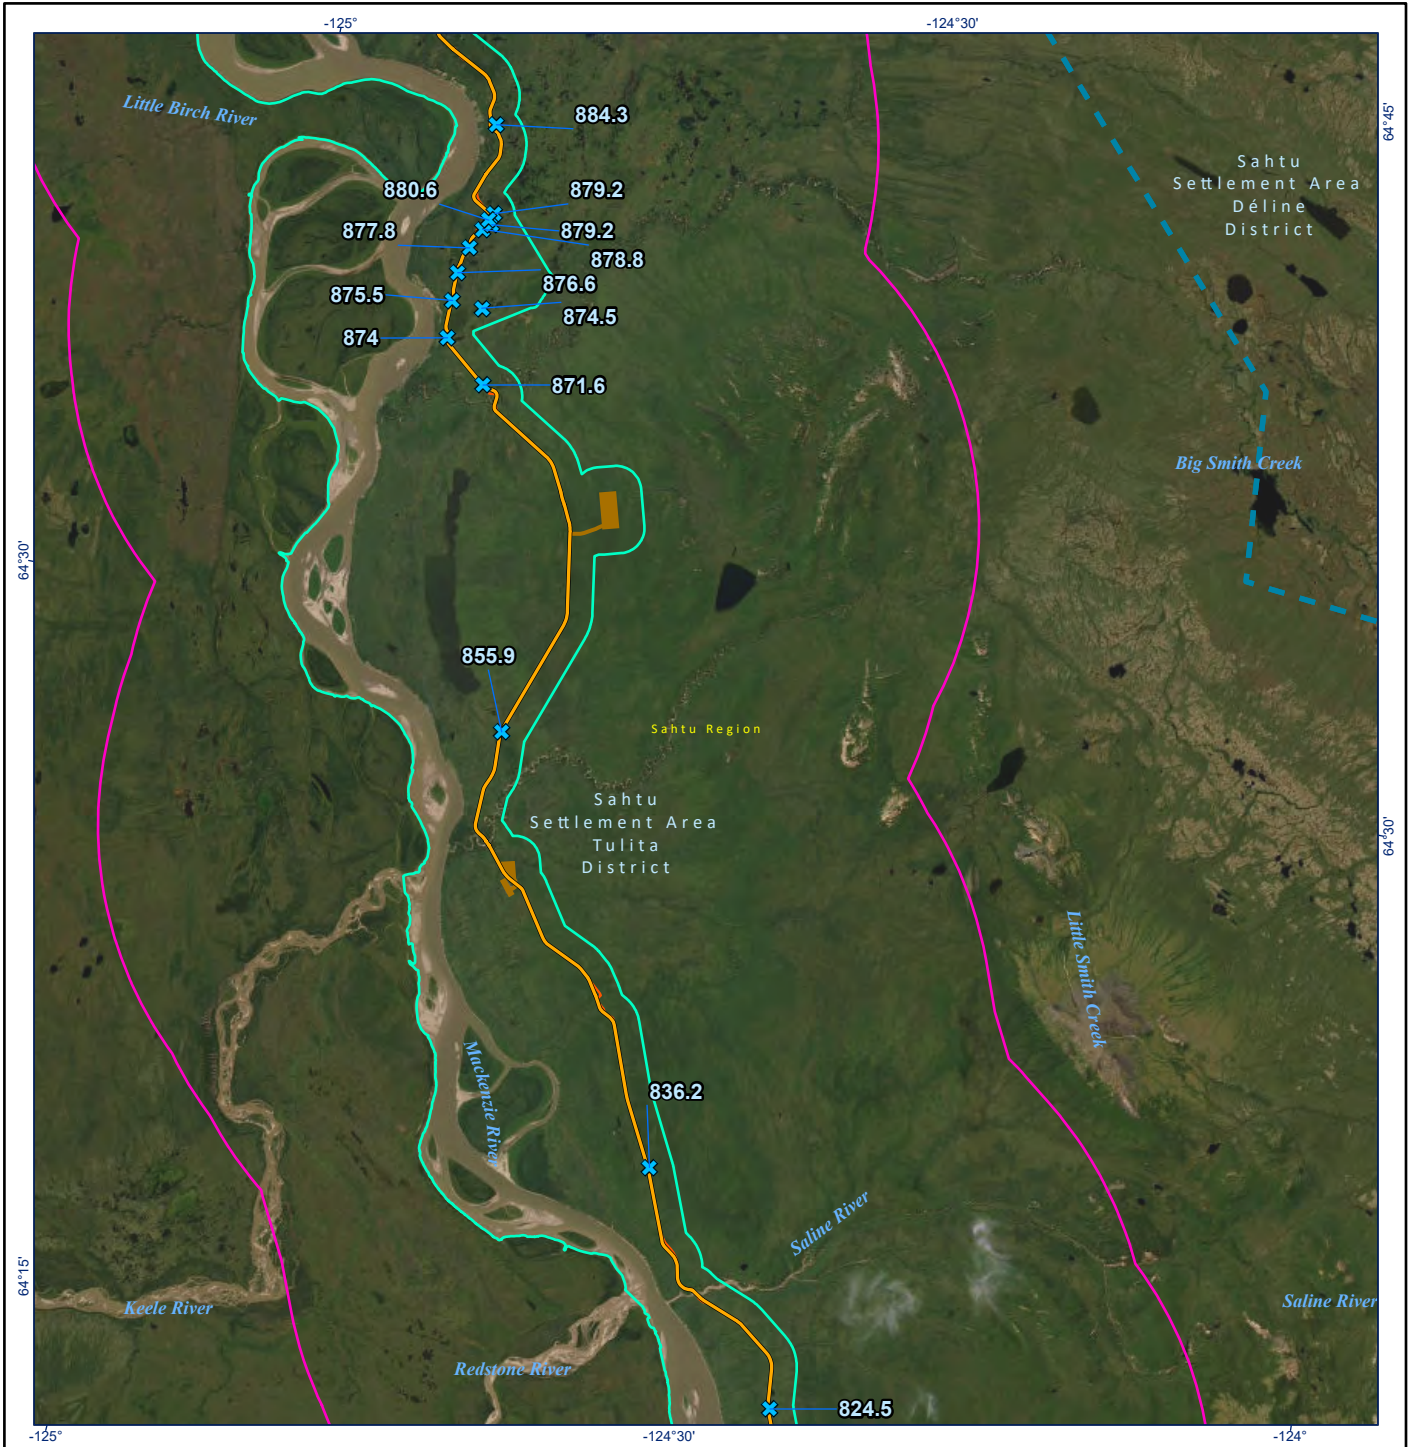 -125°
-124°30'
Little Birch River
884.3
64°45'
Sahtu
Settlement Area
Déline
District
880.6
879.2
877.8
879.2
878.8
876.6
875.5
874.5
874
871.6
Big Smith Creek
64°30'
855.9
Sahtu Region
Sahtu
Settlement Area
Tulita
District
64°30'
Little Smith Creek
Mackenzie River
836.2
Saline River
64°15'
Keele River
Saline River
Redstone River
824.5
-125°
-124°30'
-124°